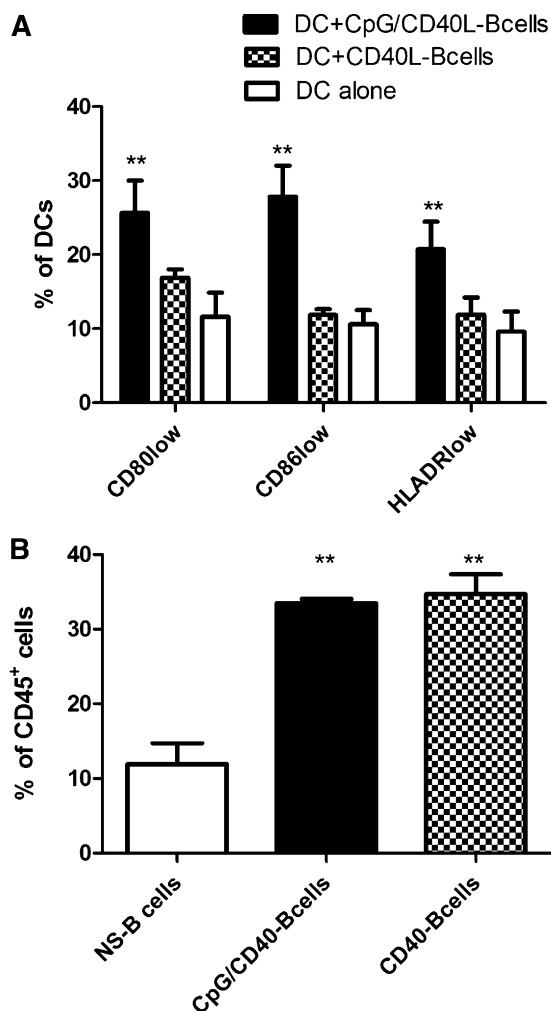 A
DC+CpG/CD40L-Bcells
DC+CD40L-Bcells
DC alone
40
30
20
10
0
% of DCs
**
**
**
CD80low
CD86low
HLADRlow
B
40
30
20
10
0
% of CD45⁺ cells
**
**
NS-B cells
CpG/CD40-Bcells
CD40-Bcells